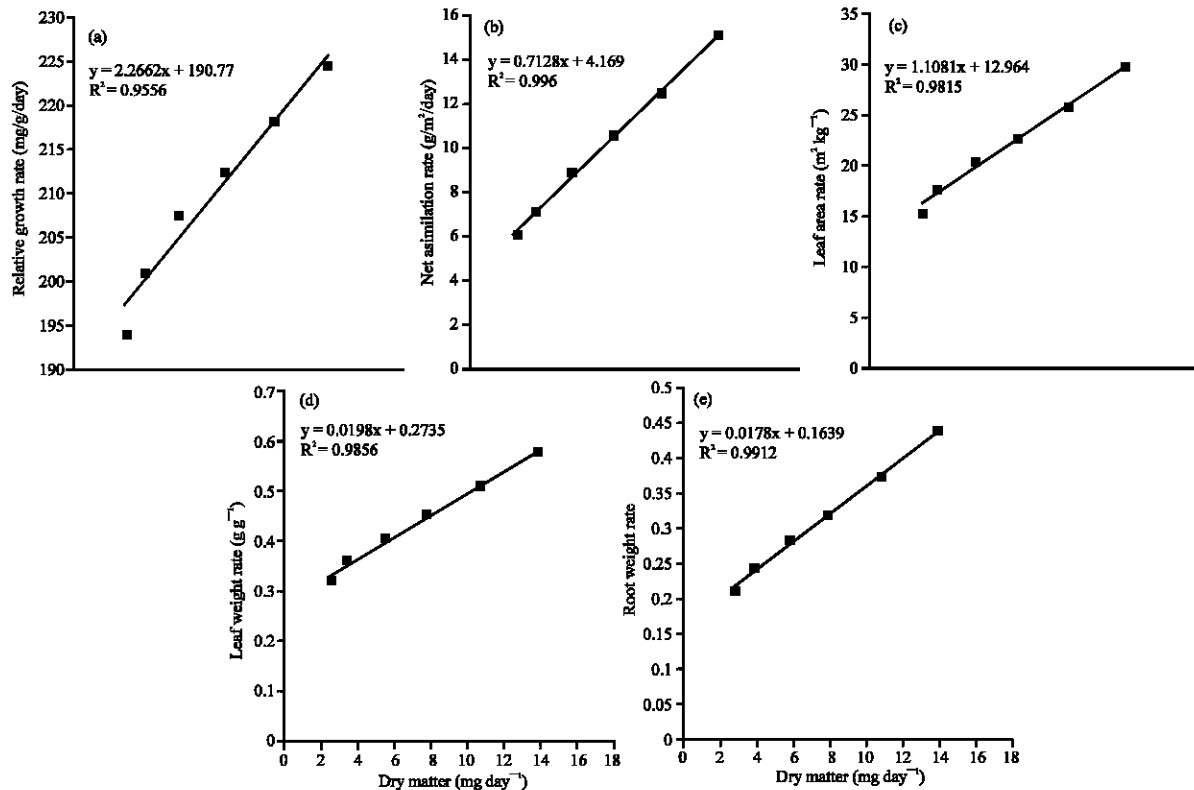 (a)
y = 2.2662x + 190.77
R² = 0.9556
Relative growth rate (mg/g/day)
230
225
220
215
210
205
200
195
190
(b)
y = 0.7128x + 4.169
R² = 0.996
Net asimilation rate (g/m²/day)
16
14
12
10
8
6
4
2
0
(c)
y = 1.1081x + 12.964
R² = 0.9815
Leaf area rate (m² kg⁻¹)
35
30
25
20
15
10
5
0
(d)
y = 0.0198x + 0.2735
R² = 0.9856
Leaf weight rate (g g⁻¹)
0.7
0.6
0.5
0.4
0.3
0.2
0.1
0
0 2 4 6 8 10 12 14 16 18
Dry matter (mg day⁻¹)
(e)
y = 0.0178x + 0.1639
R² = 0.9912
Root weight rate
0.5
0.45
0.4
0.35
0.3
0.25
0.2
0.15
0.1
0.05
0
0 2 4 6 8 10 12 14 16 18
Dry matter (mg day⁻¹)